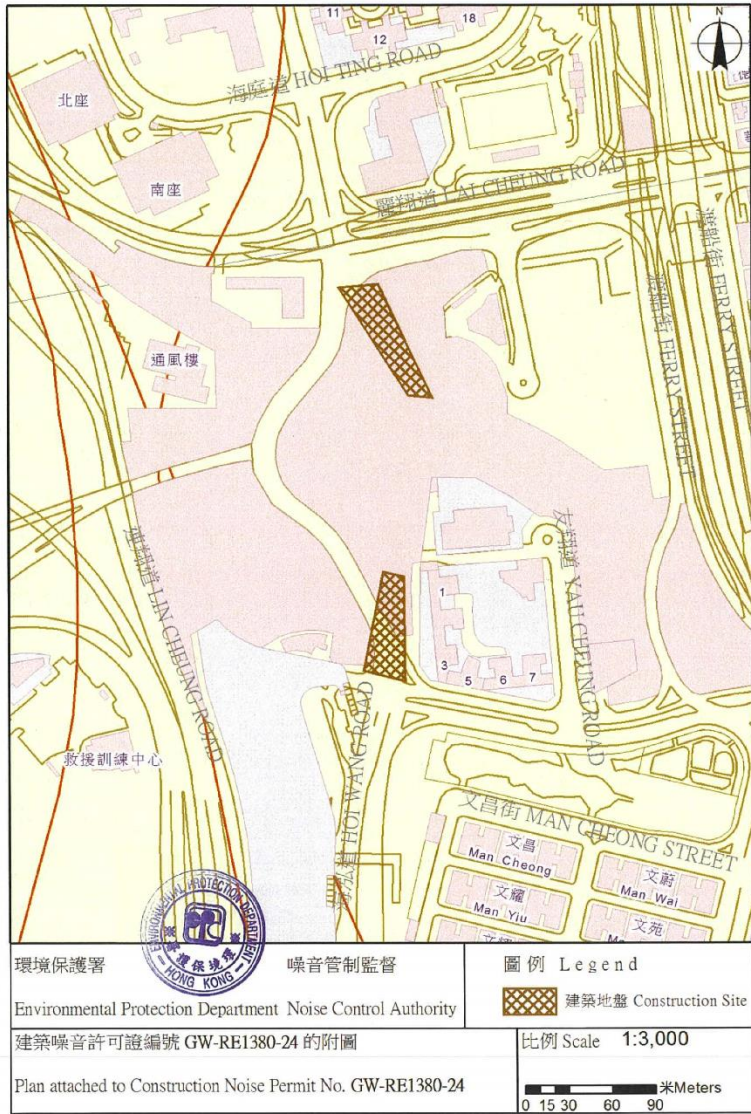 11
12
18
N
海庭道 HOI TING ROAD
北座
南座
麗翔道 LAI CHEUNG ROAD
渡船街 FERRY STREET
渡船街 FERRY STREET
通風樓
連翔道 LIN CHEUNG ROAD
友翔道 YAU CHEUNG ROAD
1
3
5
6
7
救援訓練中心
HOI WANG ROAD
文昌街 MAN CHEONG STREET
文昌
Man Cheong
文蔚
Man Wai
文耀
Man Yiu
文苑
ENVIRONMENTAL PROTECTION DEPARTMENT
HONG KONG
環境保護署 噪音管制監督
Environmental Protection Department Noise Control Authority
圖例 Legend
建築地盤 Construction Site
建築噪音許可證編號 GW-RE1380-24 的附圖
Plan attached to Construction Noise Permit No. GW-RE1380-24
比例 Scale 1:3,000
米Meters
0 15 30 60 90